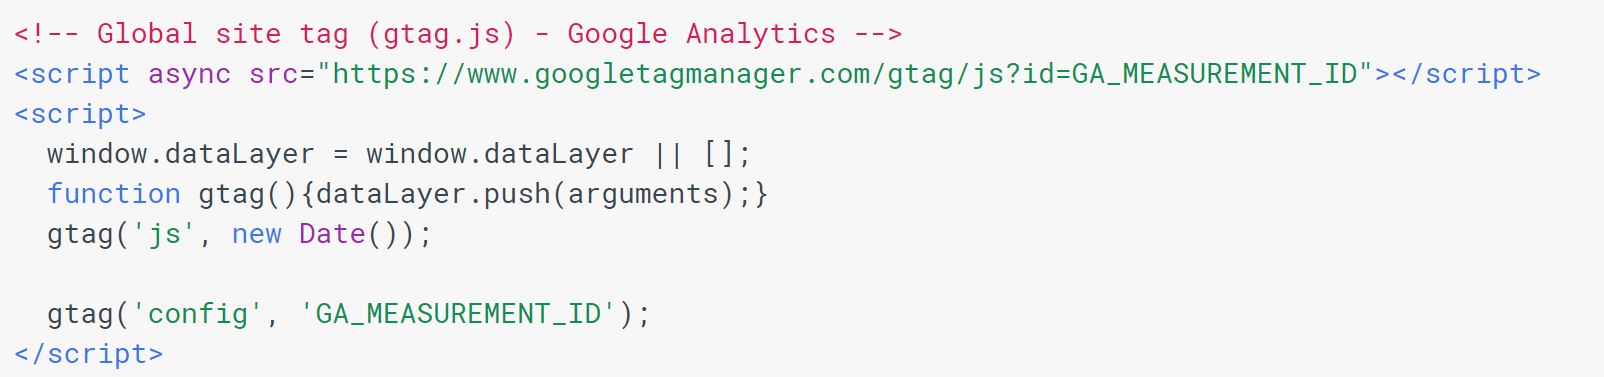 <!-- Global site tag (gtag.js) - Google Analytics -->
<script async src="https://www.googletagmanager.com/gtag/js?id=GA_MEASUREMENT_ID"></script>
<script>
  window.dataLayer = window.dataLayer || [];
  function gtag(){dataLayer.push(arguments);}
  gtag('js', new Date());

  gtag('config', 'GA_MEASUREMENT_ID');
</script>